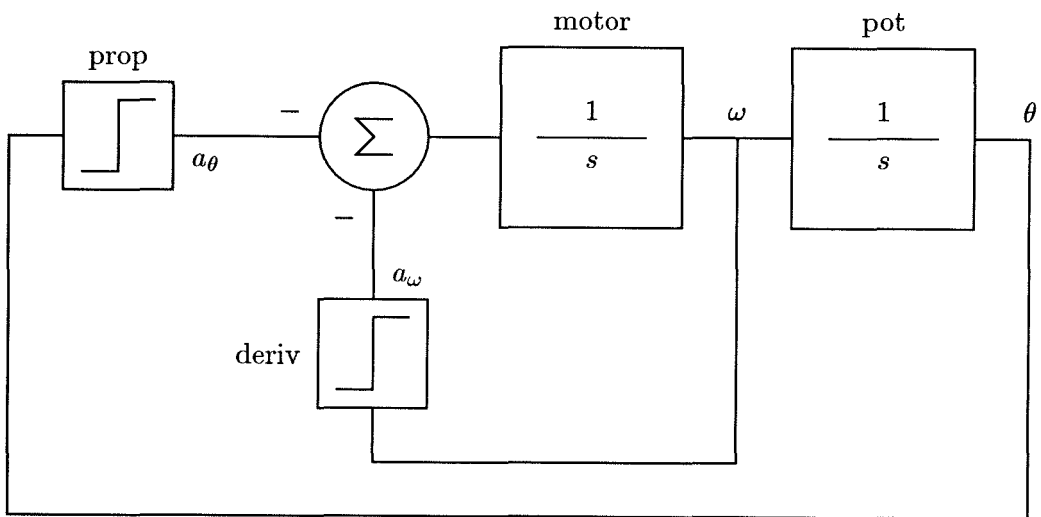 motor
pot
prop
−
Σ
1
s
ω
1
s
θ
a_θ
−
a_ω
deriv